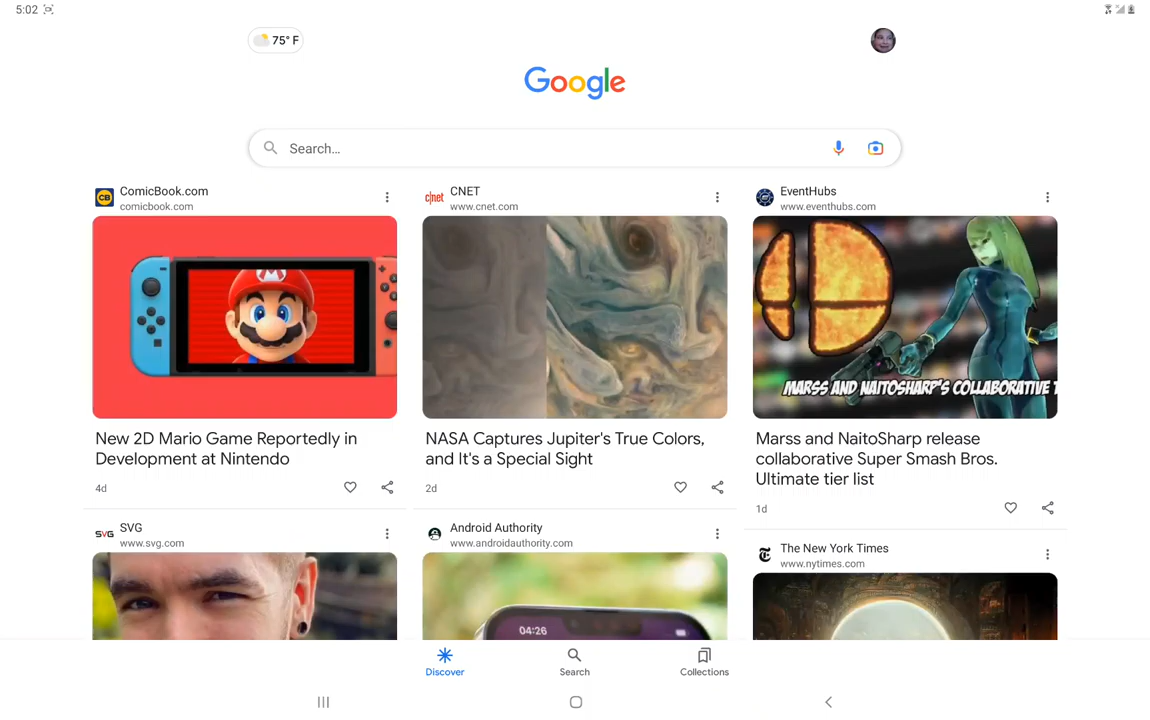 5:02
75° F
Google
Search...
ComicBook.com
comicbook.com
New 2D Mario Game Reportedly in
Development at Nintendo
4d
c|net
CNET
www.cnet.com
NASA Captures Jupiter's True Colors,
and It's a Special Sight
2d
EventHubs
www.eventhubs.com
MARSS AND NAITOSHARP'S COLLABORATIVE T
Marss and NaitoSharp release
collaborative Super Smash Bros.
Ultimate tier list
1d
SVG
SVG
www.svg.com
Android Authority
www.androidauthority.com
04:26
The New York Times
www.nytimes.com
Discover
Search
Collections